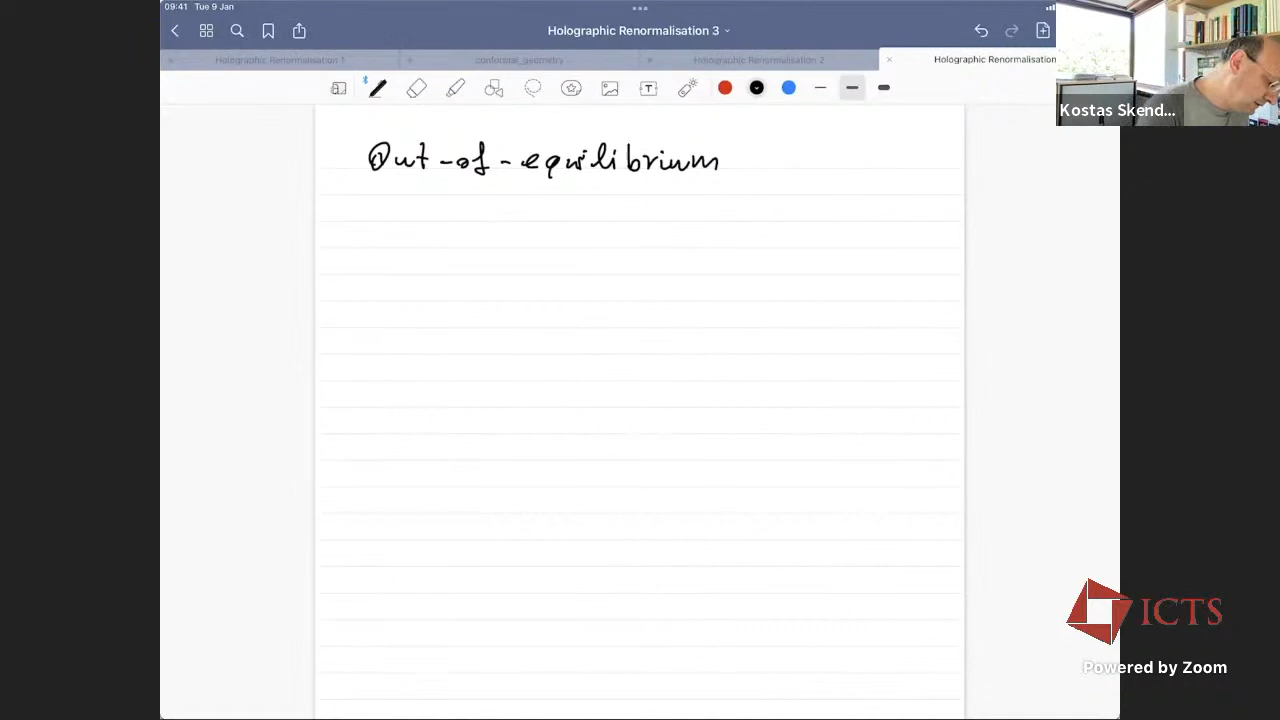 09:41 Tue 9 Jan
Holographic Renormalisation 3
Holographic Renormalisation 1
conformal_geometry
Holographic Renormalisation 2
Holographic Renormalisation
Kostas Skend...
Out-of-equilibrium
ICTS
Powered by Zoom